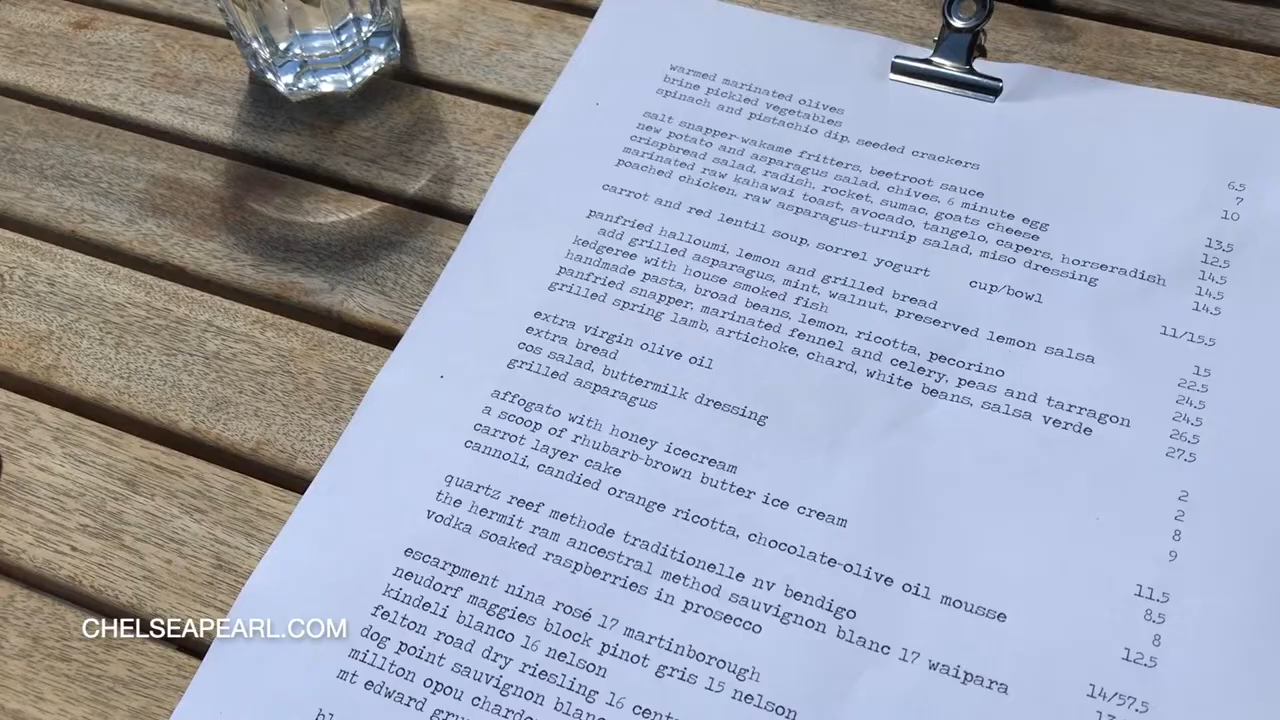 warmed marinated olives 6.5
brine pickled vegetables 7
spinach and pistachio dip, seeded crackers 10
salt snapper-wakame fritters, beetroot sauce 13.5
new potato and asparagus salad, chives, 6 minute egg 12.5
crispbread salad, radish, rocket, sumac, goats cheese 14.5
marinated raw kahawai toast, avocado, tangelo, capers, horseradish 14.5
poached chicken, raw asparagus-turnip salad, miso dressing 14.5
carrot and red lentil soup, sorrel yogurt cup/bowl 11/15.5
panfried halloumi, lemon and grilled bread 15
add grilled asparagus, mint, walnut, preserved lemon salsa 22.5
kedgeree with house smoked fish 24.5
handmade pasta, broad beans, lemon, ricotta, pecorino 24.5
panfried snapper, marinated fennel and celery, peas and tarragon 26.5
grilled spring lamb, artichoke, chard, white beans, salsa verde 27.5
extra virgin olive oil 2
extra bread 2
cos salad, buttermilk dressing 8
grilled asparagus 9
affogato with honey icecream 11.5
a scoop of rhubarb-brown butter ice cream 8.5
carrot layer cake 8
cannoli, candied orange ricotta, chocolate-olive oil mousse 12.5
quartz reef methode traditionelle nv bendigo 14/57.5
the hermit ram ancestral method sauvignon blanc 17 waipara
vodka soaked raspberries in prosecco
escarpment nina rosé 17 martinborough
neudorf maggies block pinot gris 15 nelson
kindeli blanco 16 nelson
felton road dry riesling 16
dog point sauvignon
millton opou
mt edward
CHELSEAPEARL.COM